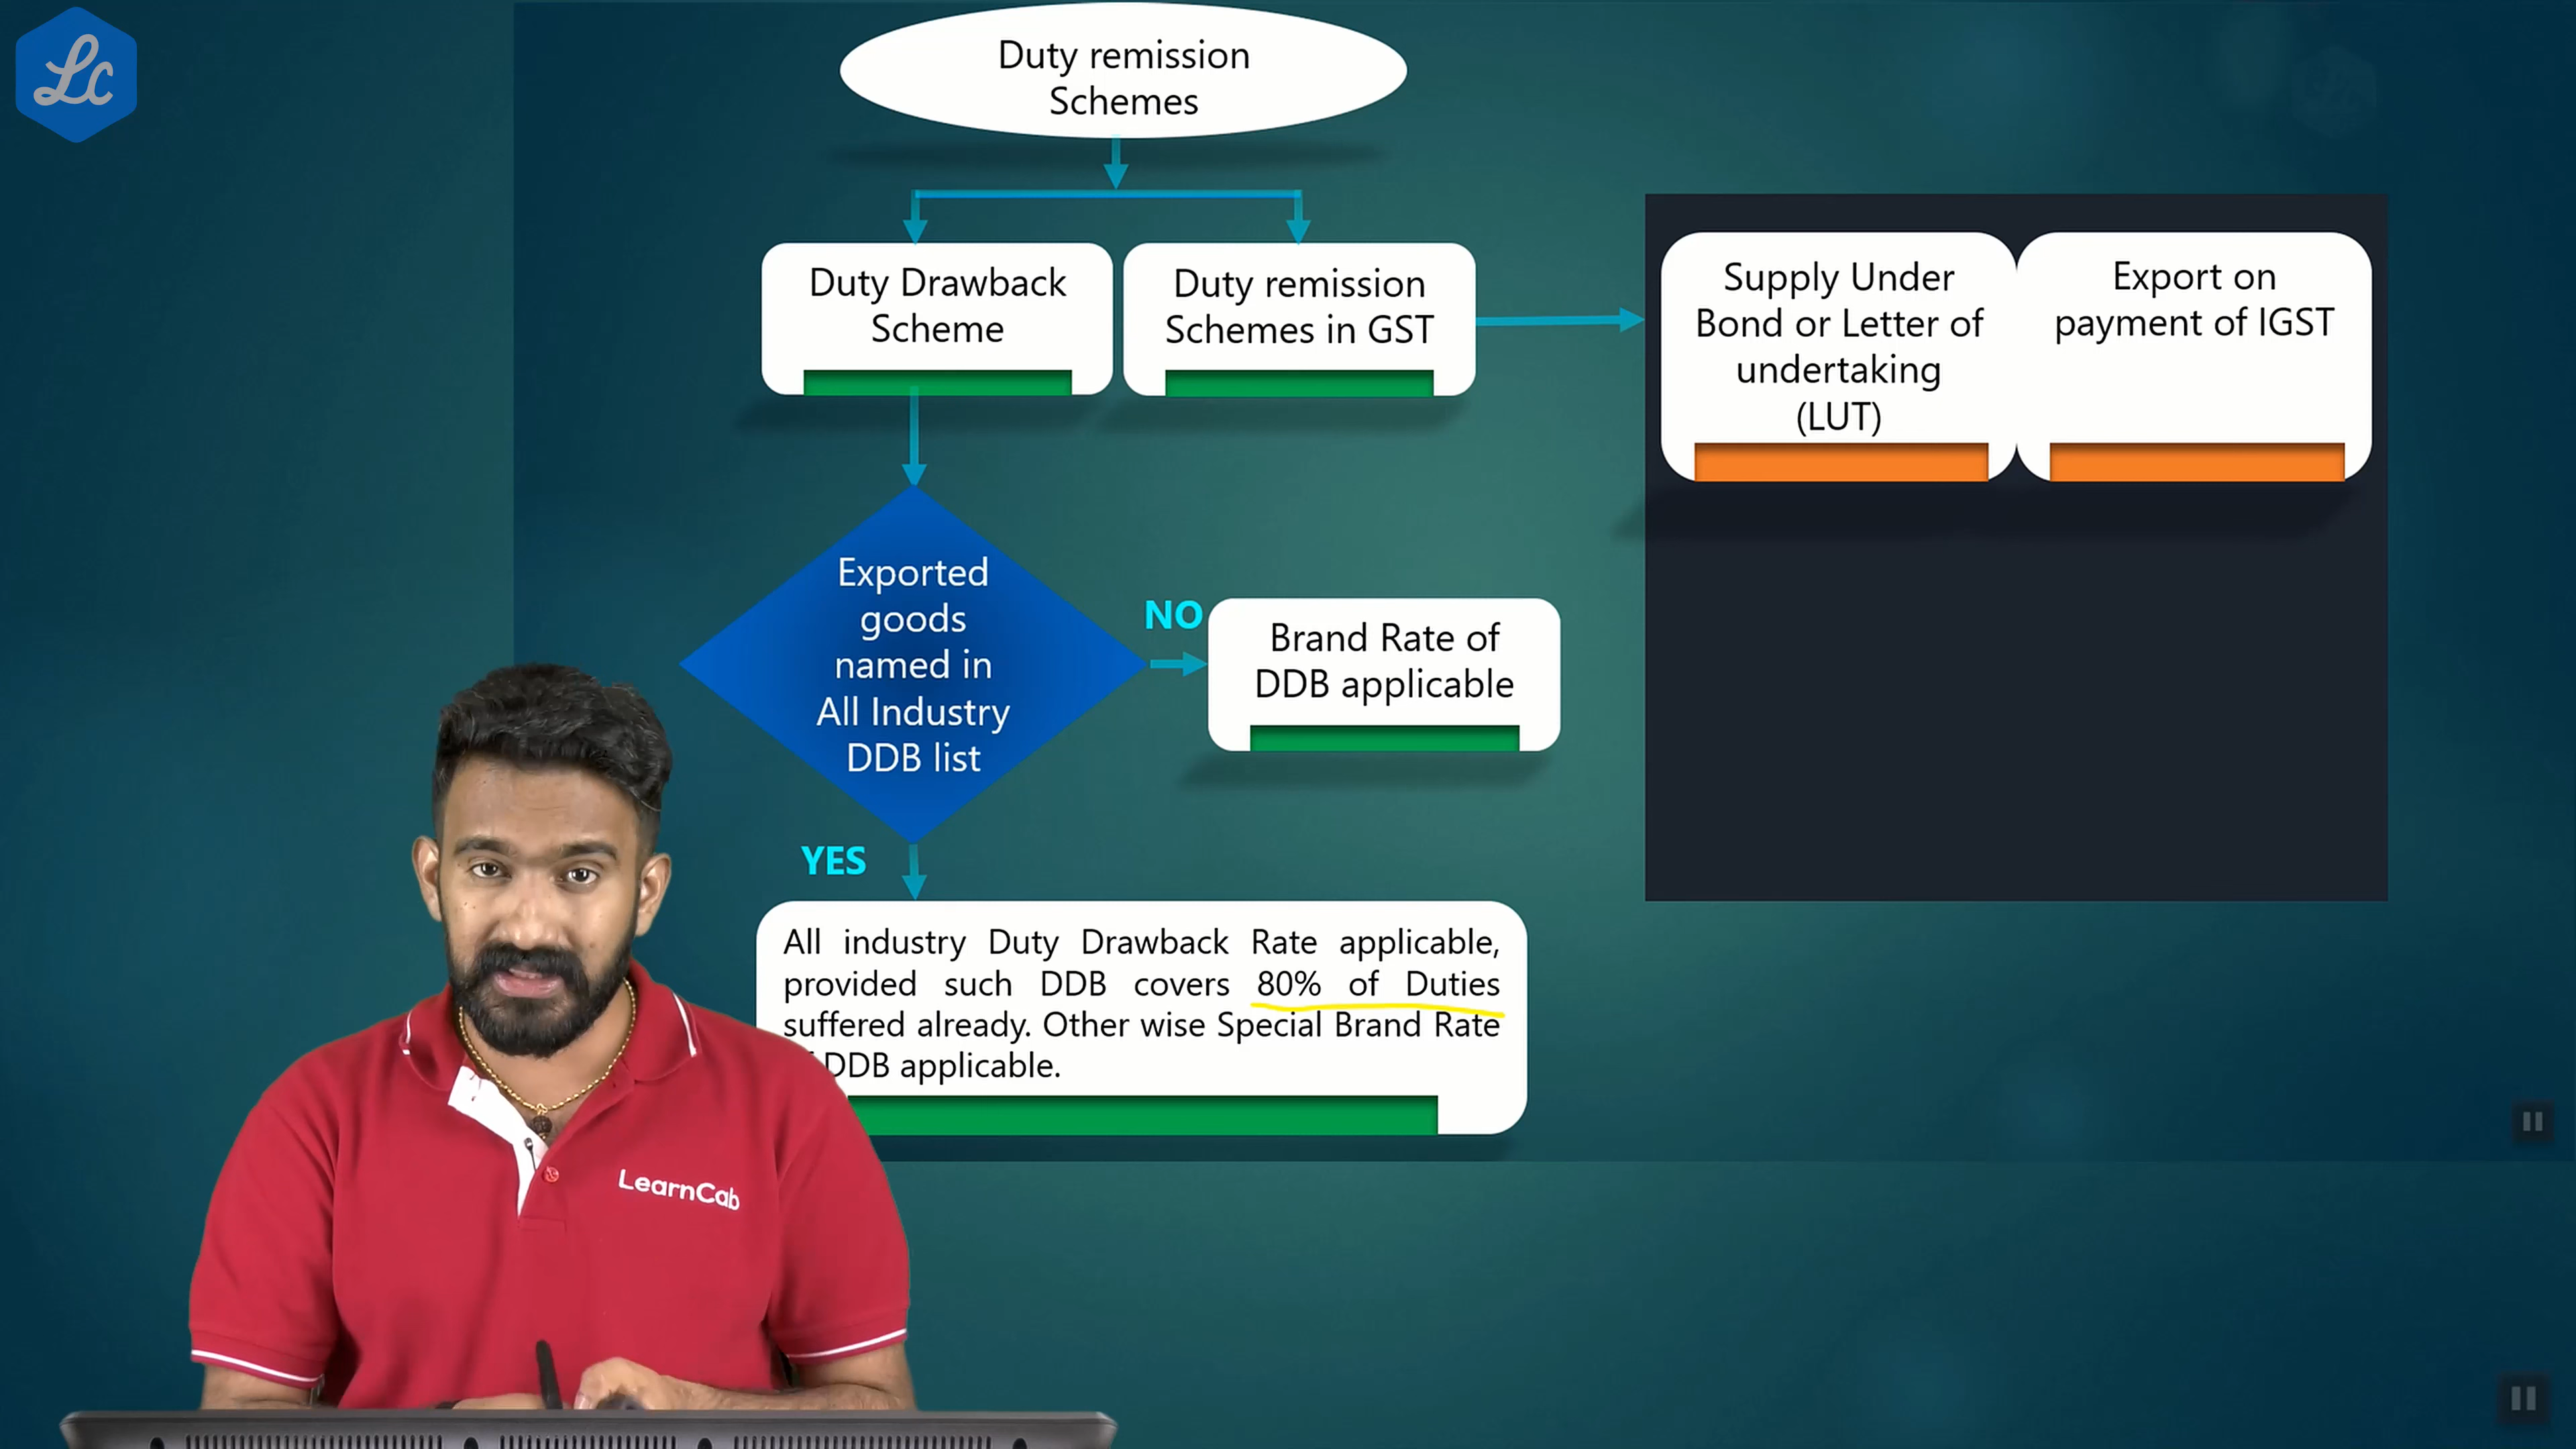 Lc
Duty remission
Schemes
Duty Drawback
Scheme
Duty remission
Schemes in GST
Supply Under
Bond or Letter of
undertaking
(LUT)
Export on
payment of IGST
Exported
goods
named in
All Industry
DDB list
NO
Brand Rate of
DDB applicable
YES
All industry Duty Drawback Rate applicable,
provided such DDB covers 80% of Duties
suffered already. Other wise Special Brand Rate
DDB applicable.
LearnCab